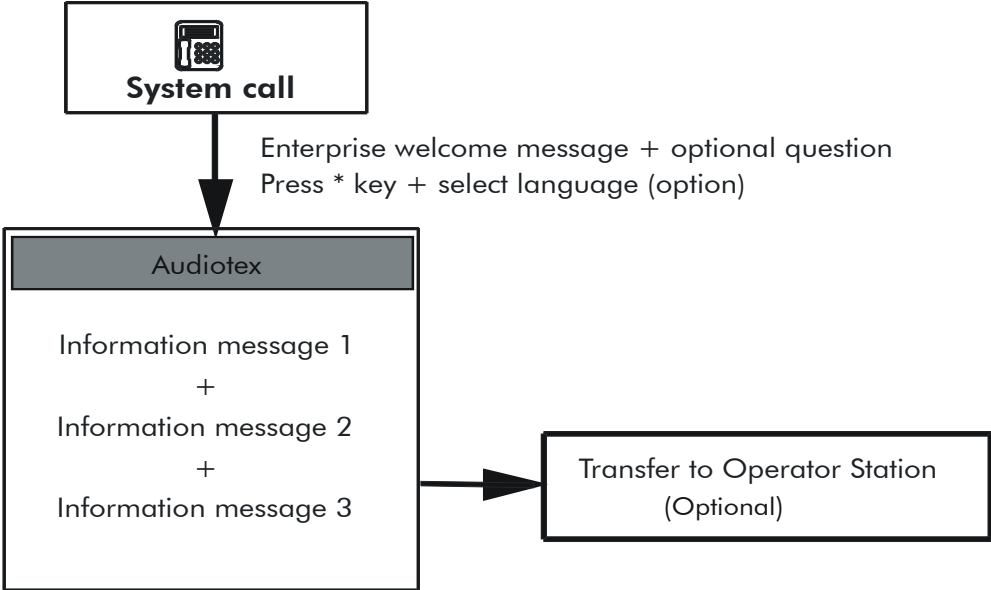 System call
Enterprise welcome message + optional question
Press * key + select language (option)
Audiotex
Information message 1
+
Information message 2
+
Information message 3
Transfer to Operator Station
(Optional)